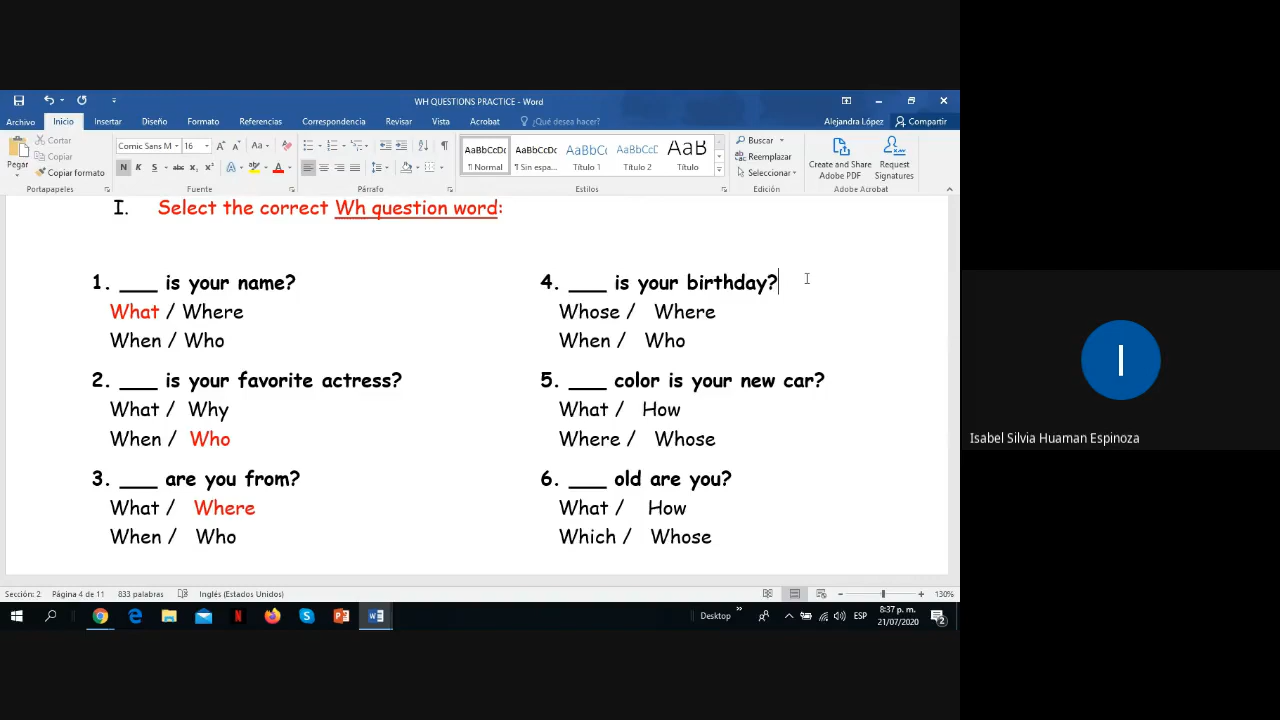 WH QUESTIONS PRACTICE - Word
Archivo Inicio Insertar Diseño Formato Referencias Correspondencia Revisar Vista Acrobat ¿Qué desea hacer? Alejandra López Compartir
Pegar
Cortar
Copiar
Copiar formato
Portapapeles
Comic Sans M 16
N K S abc x₂ x²
Fuente
Párrafo
AaBbCcDc AaBbCcDc AaBbCc AaBbCcD AaB
¶ Normal ¶ Sin espa... Título 1 Título 2 Título
Estilos
Buscar
Reemplazar
Seleccionar
Edición
Create and Share
Adobe PDF
Request
Signatures
Adobe Acrobat
I. Select the correct Wh question word:
1. ___ is your name?
What / Where
When / Who
2. ___ is your favorite actress?
What / Why
When / Who
3. ___ are you from?
What / Where
When / Who
4. ___ is your birthday?
Whose / Where
When / Who
5. ___ color is your new car?
What / How
Where / Whose
6. ___ old are you?
What / How
Which / Whose
Sección: 2 Página 4 de 11 833 palabras Inglés (Estados Unidos) 130%
Desktop ESP 8:37 p. m.
21/07/2020
I
Isabel Silvia Huaman Espinoza